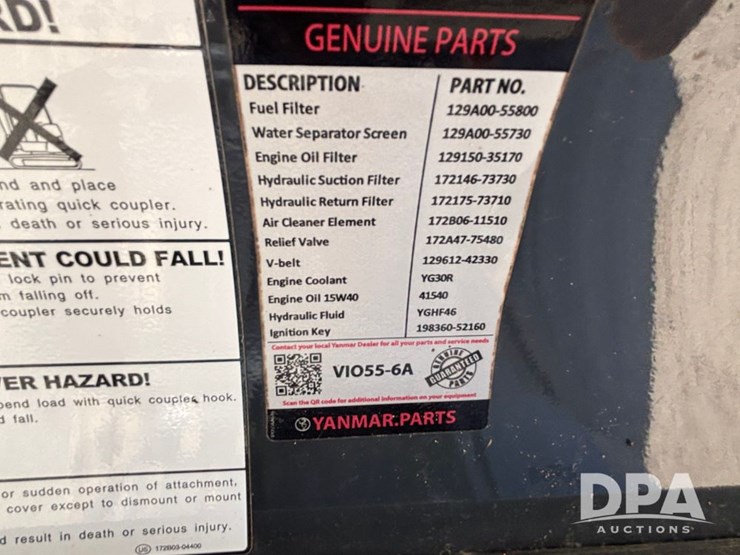 RD!
nd and place
rating quick coupler.
death or serious injury.
ENT COULD FALL!
lock pin to prevent
m falling off.
coupler securely holds
ER HAZARD!
pend load with quick coupler hook.
d fall.
or sudden operation of attachment,
cover except to dismount or mount
d result in death or serious injury.
US 172B03-04400
GENUINE PARTS
DESCRIPTION PART NO.
Fuel Filter 129A00-55800
Water Separator Screen 129A00-55730
Engine Oil Filter 129150-35170
Hydraulic Suction Filter 172146-73730
Hydraulic Return Filter 172175-73710
Air Cleaner Element 172B06-11510
Relief Valve 172A47-75480
V-belt 129612-42330
Engine Coolant YG30R
Engine Oil 15W40 41540
Hydraulic Fluid YGHF46
Ignition Key 198360-52160
Contact your local Yanmar Dealer for all your parts and service needs
VIO55-6A
GENUINE
GUARANTEED
PARTS
Scan the QR code for additional information on your equipment
YANMAR.PARTS
DPA
AUCTIONS